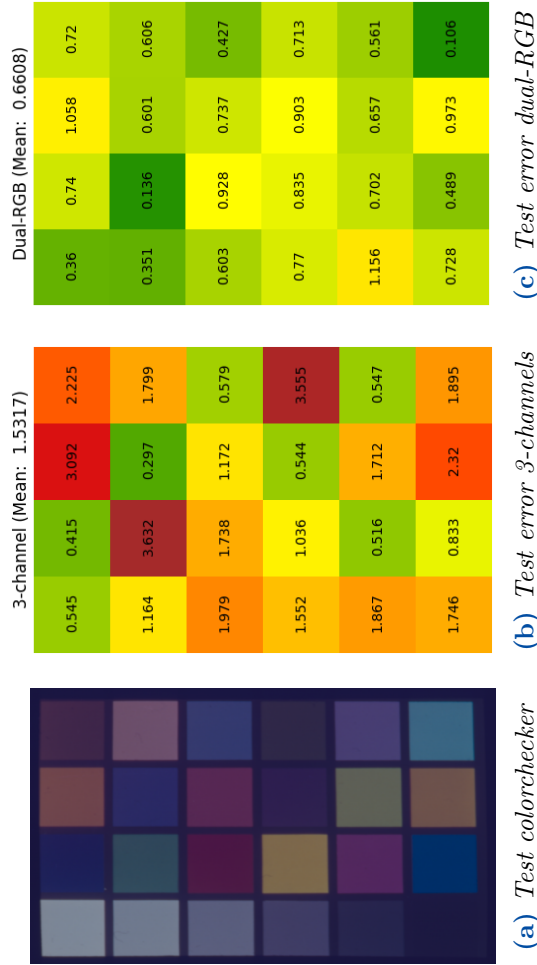 (a) Test colorchecker
3-channel (Mean: 1.5317)
0.545 0.415 3.092 2.225
1.164 3.632 0.297 1.799
1.979 1.738 1.172 0.579
1.552 1.036 0.544 3.555
1.867 0.516 1.712 0.547
1.746 0.833 2.32 1.895
(b) Test error 3-channels
Dual-RGB (Mean: 0.6608)
0.36 0.74 1.058 0.72
0.351 0.136 0.601 0.606
0.603 0.928 0.737 0.427
0.77 0.835 0.903 0.713
1.156 0.702 0.657 0.561
0.728 0.489 0.973 0.106
(c) Test error dual-RGB